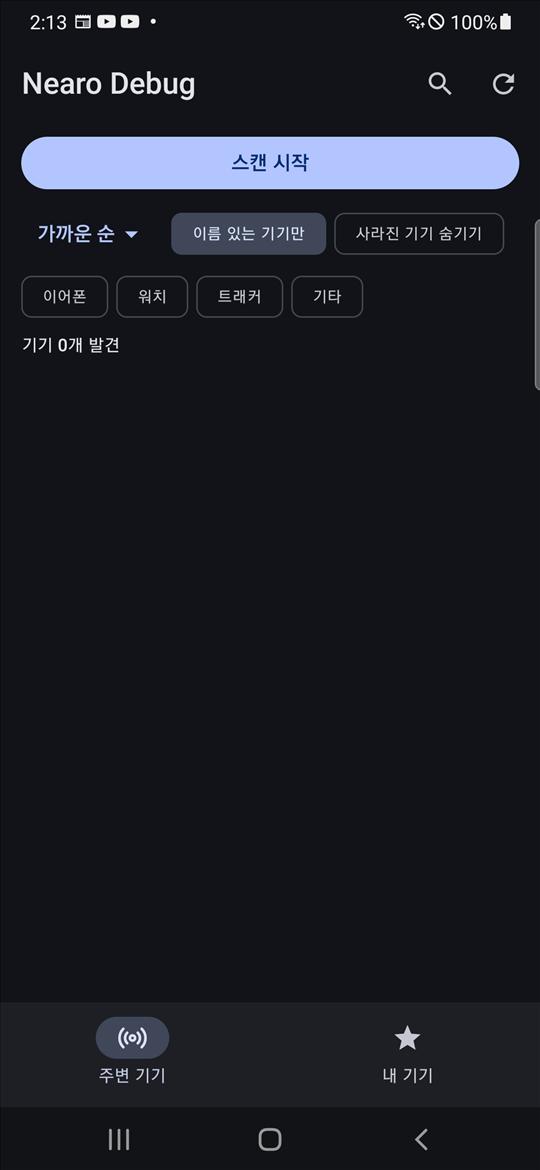 2:13 100%
Nearo Debug
스캔 시작
가까운 순 이름 있는 기기만 사라진 기기 숨기기
이어폰 워치 트래커 기타
기기 0개 발견
주변 기기 내 기기